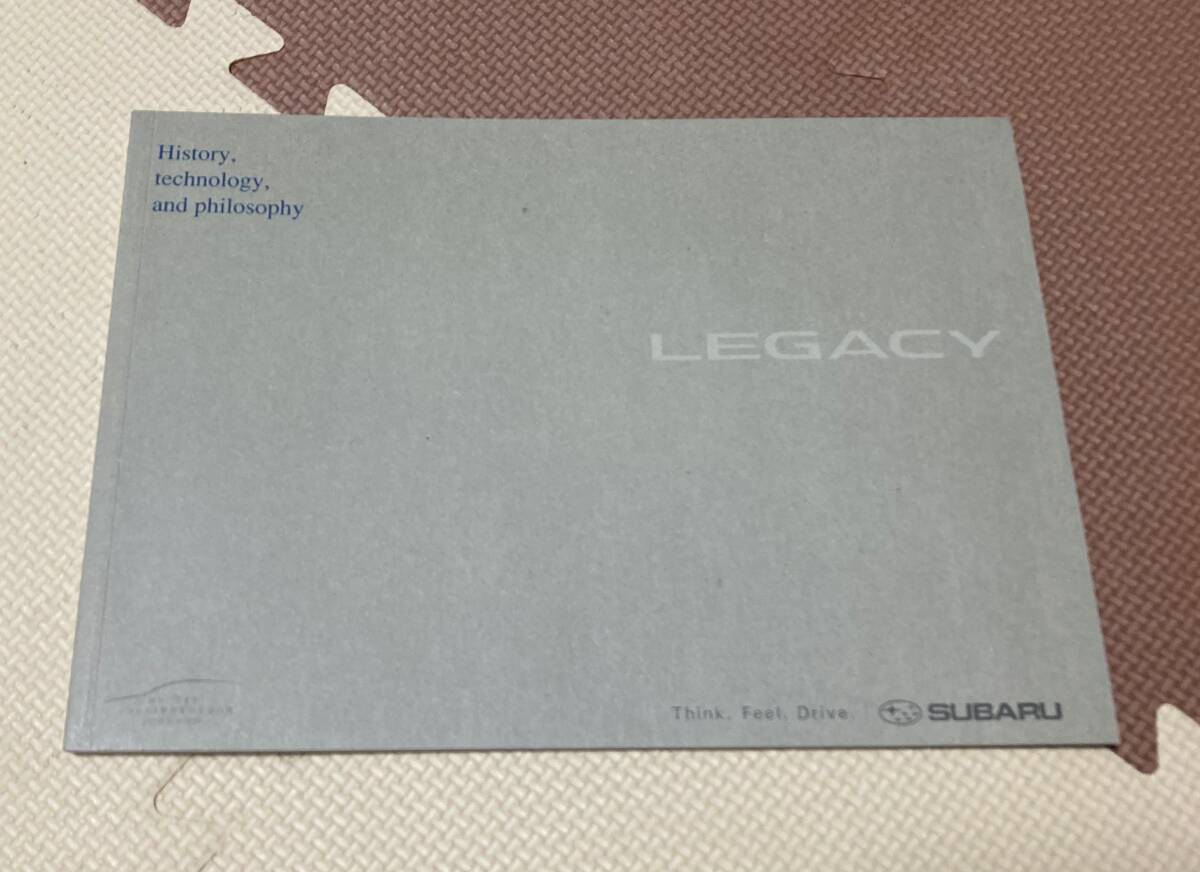 History,
technology,
and philosophy
LEGACY
Think. Feel. Drive.
SUBARU